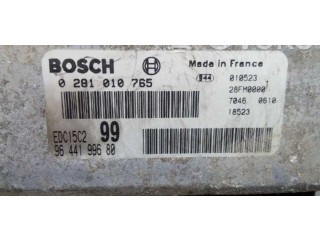 BOSCH
Made in France
0 281 010 765
010523
28FM0000
7046 0610
18523
EDC15C2 99
96 441 996 80